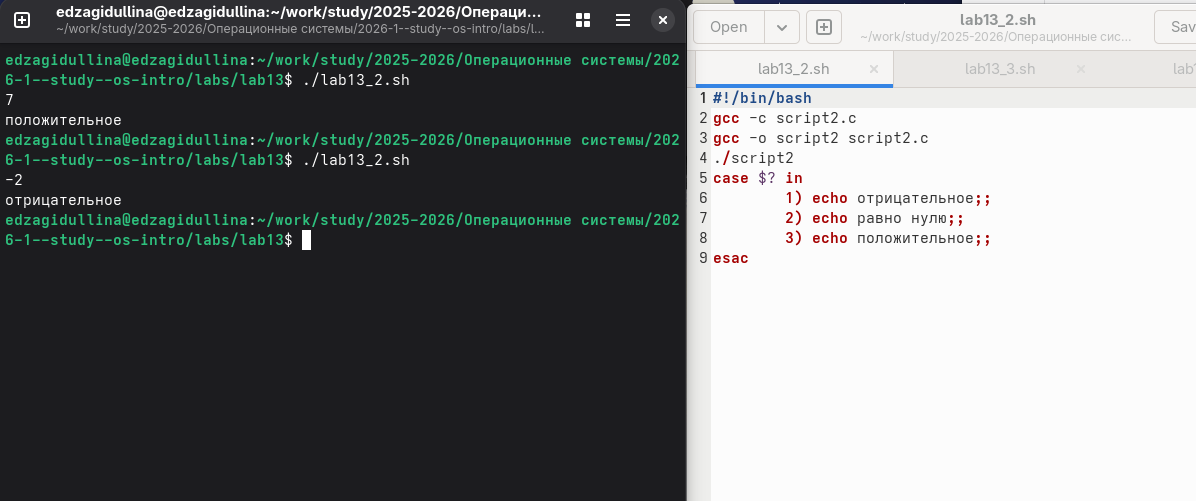 edzagidullina@edzagidullina:~/work/study/2025-2026/Операци...
~/work/study/2025-2026/Операционные системы/2026-1--study--os-intro/labs/l...
edzagidullina@edzagidullina:~/work/study/2025-2026/Операционные системы/202
6-1--study--os-intro/labs/lab13$ ./lab13_2.sh
7
положительное
edzagidullina@edzagidullina:~/work/study/2025-2026/Операционные системы/202
6-1--study--os-intro/labs/lab13$ ./lab13_2.sh
-2
отрицательное
edzagidullina@edzagidullina:~/work/study/2025-2026/Операционные системы/202
6-1--study--os-intro/labs/lab13$
Open
lab13_2.sh
~/work/study/2025-2026/Операционные сис...
Sav
lab13_2.sh
lab13_3.sh
lab1
1 #!/bin/bash
2 gcc -c script2.c
3 gcc -o script2 script2.c
4 ./script2
5 case $? in
6 1) echo отрицательное;;
7 2) echo равно нулю;;
8 3) echo положительное;;
9 esac